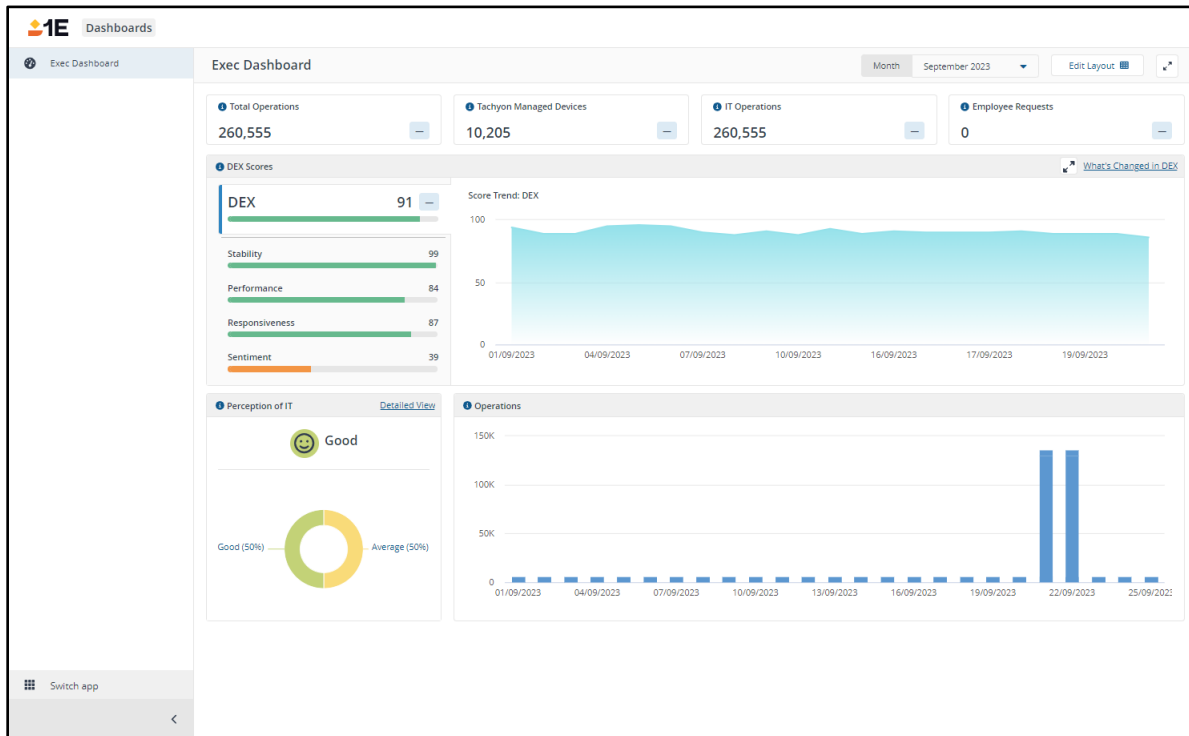 1E Dashboards
Exec Dashboard
Exec Dashboard
Month September 2023 Edit Layout
Total Operations
260,555
Tachyon Managed Devices
10,205
IT Operations
260,555
Employee Requests
0
DEX Scores
What's Changed in DEX
DEX 91
Stability 99
Performance 84
Responsiveness 87
Sentiment 39
Score Trend: DEX
100
50
0
01/09/2023 04/09/2023 07/09/2023 10/09/2023 16/09/2023 17/09/2023 19/09/2023
Perception of IT Detailed View
Good
Good (50%) Average (50%)
Operations
150K
100K
50K
0
01/09/2023 04/09/2023 07/09/2023 10/09/2023 13/09/2023 16/09/2023 19/09/2023 22/09/2023 25/09/2023
Switch app